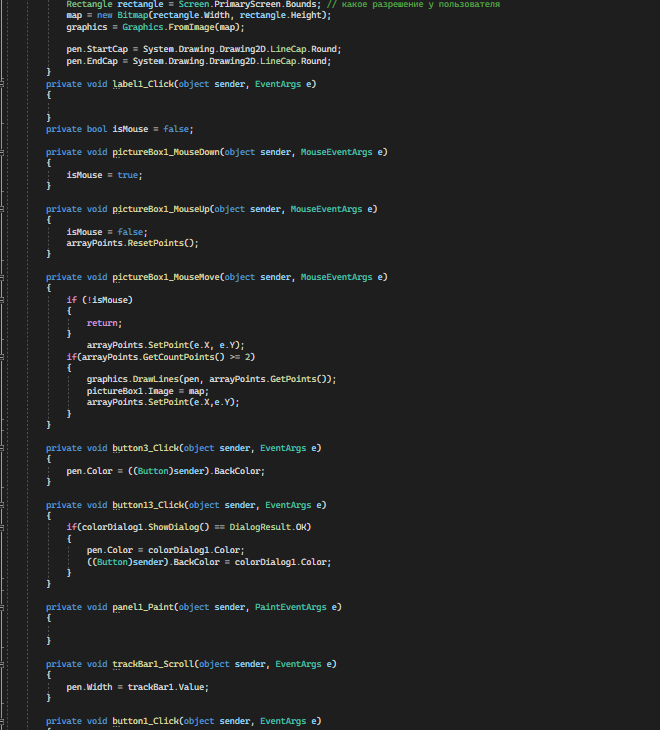 Rectangle rectangle = Screen.PrimaryScreen.Bounds; // какое разрешение у пользователя
map = new Bitmap(rectangle.Width, rectangle.Height);
graphics = Graphics.FromImage(map);
pen.StartCap = System.Drawing.Drawing2D.LineCap.Round;
pen.EndCap = System.Drawing.Drawing2D.LineCap.Round;
}
private void label1_Click(object sender, EventArgs e)
{
}
private bool isMouse = false;
private void pictureBox1_MouseDown(object sender, MouseEventArgs e)
{
isMouse = true;
}
private void pictureBox1_MouseUp(object sender, MouseEventArgs e)
{
isMouse = false;
arrayPoints.ResetPoints();
}
private void pictureBox1_MouseMove(object sender, MouseEventArgs e)
{
if (!isMouse)
{
return;
}
arrayPoints.SetPoint(e.X, e.Y);
if(arrayPoints.GetCountPoints() >= 2)
{
graphics.DrawLines(pen, arrayPoints.GetPoints());
pictureBox1.Image = map;
arrayPoints.SetPoint(e.X,e.Y);
}
}
private void button3_Click(object sender, EventArgs e)
{
pen.Color = ((Button)sender).BackColor;
}
private void button13_Click(object sender, EventArgs e)
{
if(colorDialog1.ShowDialog() == DialogResult.OK)
{
pen.Color = colorDialog1.Color;
((Button)sender).BackColor = colorDialog1.Color;
}
}
private void panel1_Paint(object sender, PaintEventArgs e)
{
}
private void trackBar1_Scroll(object sender, EventArgs e)
{
pen.Width = trackBar1.Value;
}
private void button1_Click(object sender, EventArgs e)
{